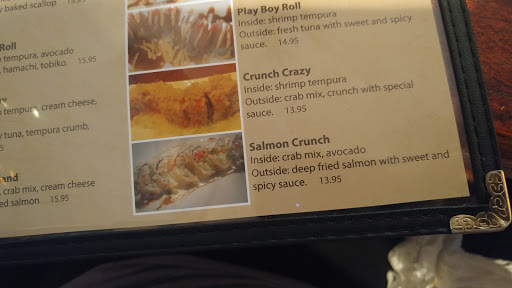 baked scallop
Roll
tempura, avocado
15.95
hamachi, tobiko.
tempura, cream cheese,
tuna, tempura crumb,
15.95
crab mix, cream cheese
salmon 15.95
Play Boy Roll
Inside: shrimp tempura
Outside: fresh tuna with sweet and spicy
sauce. 14.95
Crunch Crazy
Inside: shrimp tempura
Outside: crab mix, crunch with special
sauce. 13.95
Salmon Crunch
Inside: crab mix, avocado
Outside: deep fried salmon with sweet and
spicy sauce. 13.95